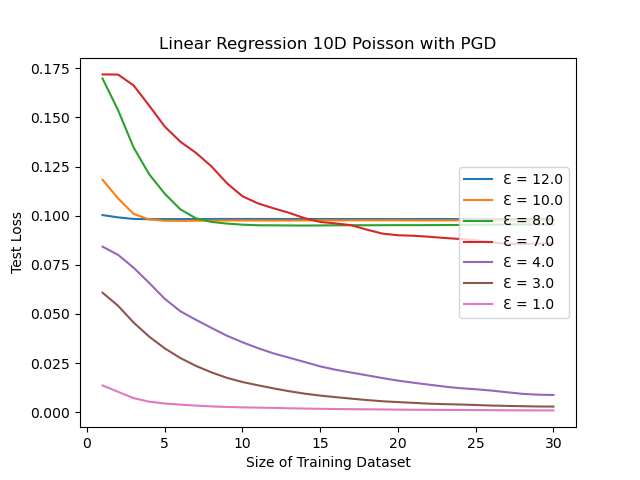 Linear Regression 10D Poisson with PGD
Test Loss
0.175
0.150
0.125
0.100
0.075
0.050
0.025
0.000
Ɛ = 12.0
Ɛ = 10.0
Ɛ = 8.0
Ɛ = 7.0
Ɛ = 4.0
Ɛ = 3.0
Ɛ = 1.0
0 5 10 15 20 25 30
Size of Training Dataset